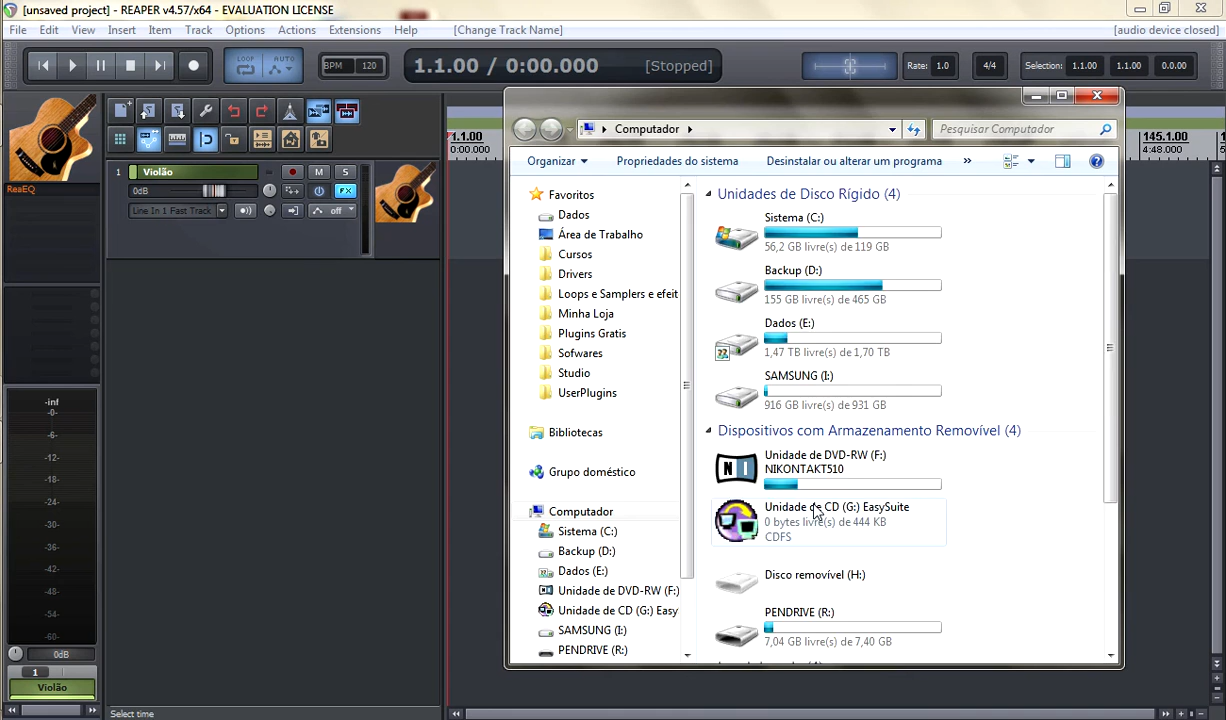 [unsaved project] - REAPER v4.57/x64 - EVALUATION LICENSE
File Edit View Insert Item Track Options Actions Extensions Help [Change Track Name] [audio device closed]
LOOP AUTO BPM 120 1.1.00 / 0:00.000 [Stopped] Rate: 1.0 4/4 Selection: 1.1.00 1.1.00 0.0.00
1.1.00
0:00.000
145.1.00
4:48.000
ReaEQ
1 Violão M S
0dB FX
Line In 1 Fast Track off
-inf
-0-
-6-
-12-
-18-
-24-
-30-
-36-
-42-
-48-
-54-
-60-
0dB
1
Violão
Select time
Computador
Pesquisar Computador
Organizar Propriedades do sistema Desinstalar ou alterar um programa »
Favoritos
Dados
Área de Trabalho
Cursos
Drivers
Loops e Samplers e efeit
Minha Loja
Plugins Gratis
Sofwares
Studio
UserPlugins
Bibliotecas
Grupo doméstico
Computador
Sistema (C:)
Backup (D:)
Dados (E:)
Unidade de DVD-RW (F:)
Unidade de CD (G:) Easy
SAMSUNG (I:)
PENDRIVE (R:)
Unidades de Disco Rígido (4)
Sistema (C:)
56,2 GB livre(s) de 119 GB
Backup (D:)
155 GB livre(s) de 465 GB
Dados (E:)
1,47 TB livre(s) de 1,70 TB
SAMSUNG (I:)
916 GB livre(s) de 931 GB
Dispositivos com Armazenamento Removível (4)
Unidade de DVD-RW (F:)
NIKONTAKT510
NI
Unidade de CD (G:) EasySuite
0 bytes livre(s) de 444 KB
CDFS
Disco removível (H:)
PENDRIVE (R:)
7,04 GB livre(s) de 7,40 GB